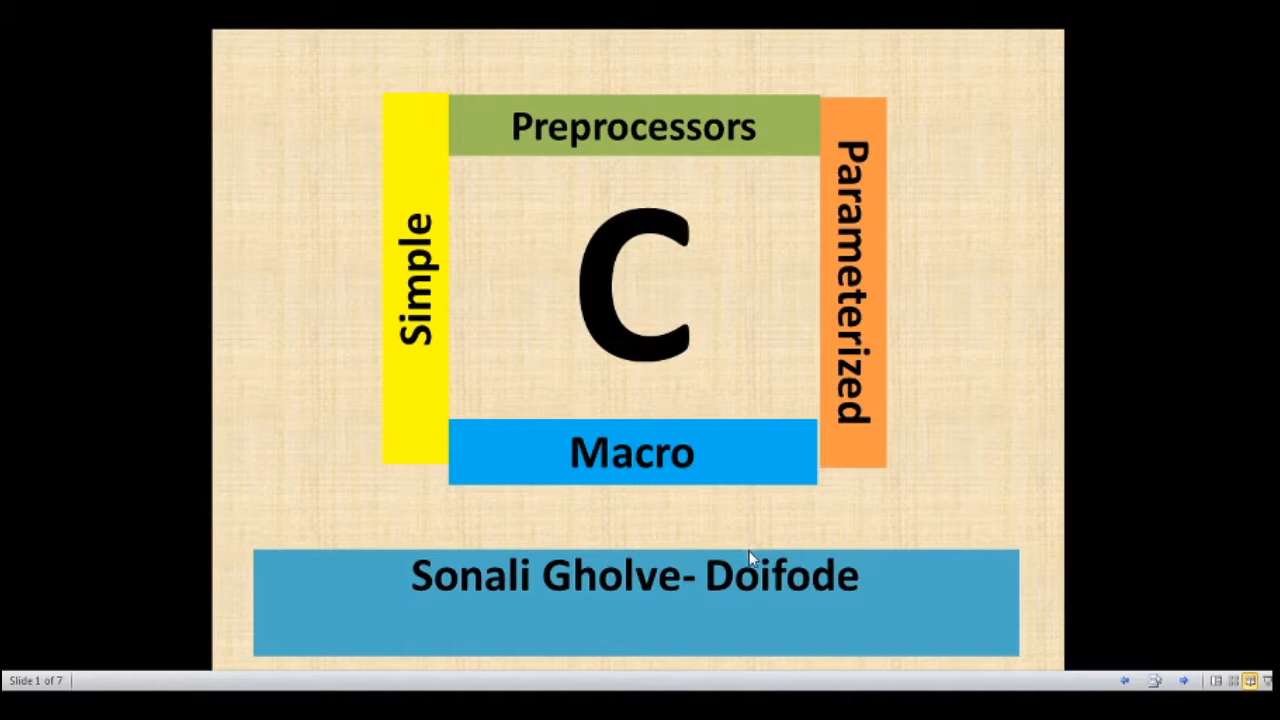 Preprocessors
Simple
C
Parameterized
Macro
Sonali Gholve- Doifode
Slide 1 of 7